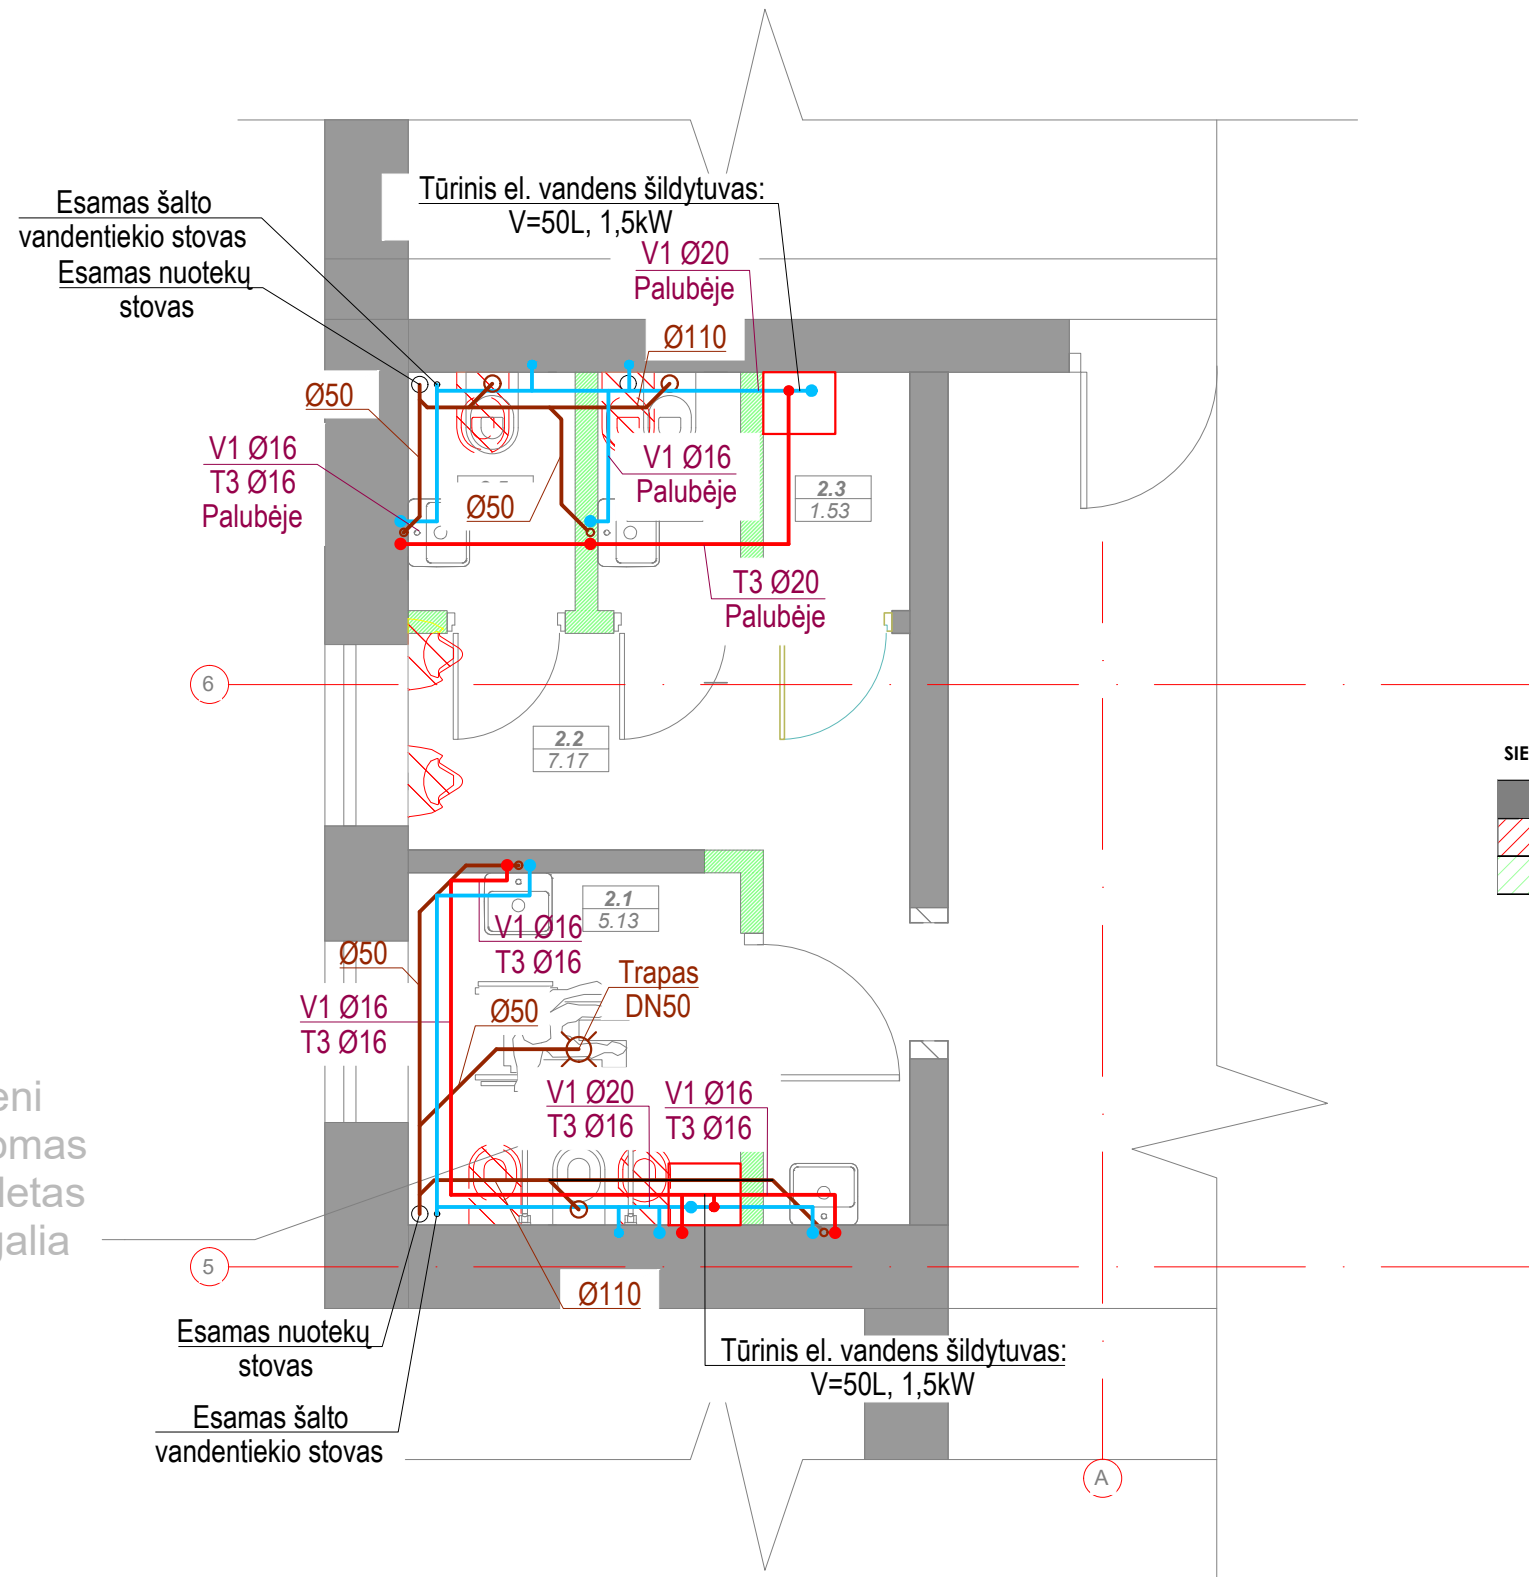 Esamas šalto
vandentiekio stovas
Esamas nuotekų
stovas
Tūrinis el. vandens šildytuvas:
V=50L, 1,5kW
V1 Ø20
Palubėje
Ø110
Ø50
V1 Ø16
T3 Ø16
Palubėje
Ø50
V1 Ø16
Palubėje
2.3
1.53
T3 Ø20
Palubėje
6
2.2
7.17
SIE
2.1
5.13
V1 Ø16
T3 Ø16
Ø50
Trapas
DN50
V1 Ø16
T3 Ø16
Ø50
V1 Ø20
T3 Ø16
V1 Ø16
T3 Ø16
eni
omas
letas
galia
5
Ø110
Esamas nuotekų
stovas
Tūrinis el. vandens šildytuvas:
V=50L, 1,5kW
Esamas šalto
vandentiekio stovas
A